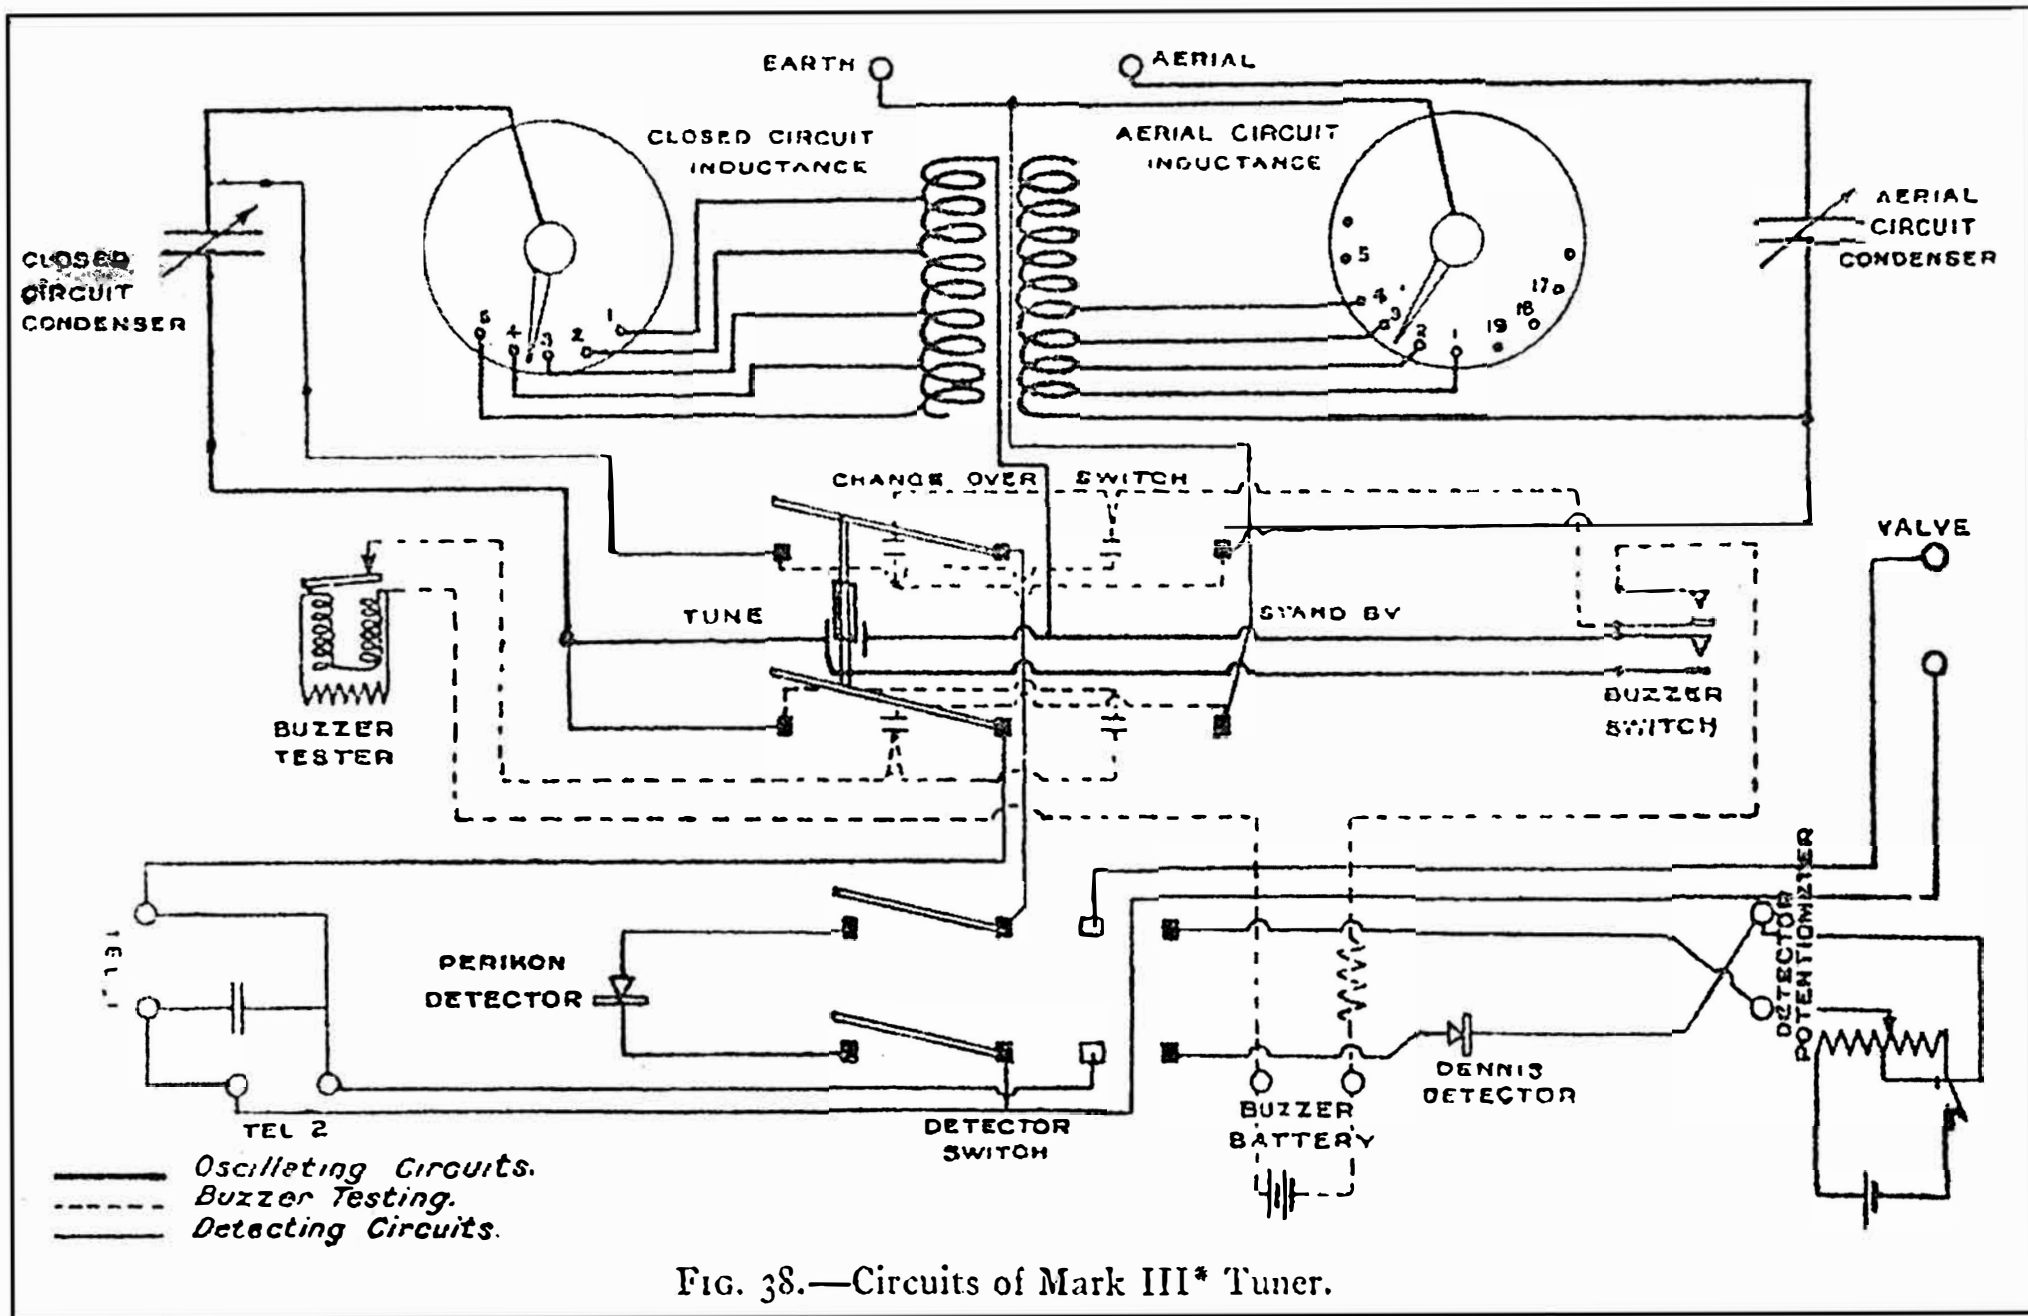 EARTH
AERIAL
CLOSED CIRCUIT
INDUCTANCE
AERIAL CIRCUIT
INDUCTANCE
CLOSED
CIRCUIT
CONDENSER
AERIAL
CIRCUIT
CONDENSER
5 4 3 2 1
5 4 3 2 1 19 18 17
CHANGE OVER SWITCH
VALVE
TUNE
STAND BY
BUZZER
TESTER
BUZZER
SWITCH
TEL 1
PERIKON
DETECTOR
DETECTOR
POTENTIOMETER
DENNIS
DETECTOR
BUZZER
BATTERY
TEL 2
DETECTOR
SWITCH
Oscillating Circuits.
Buzzer Testing.
Detecting Circuits.
FIG. 38.—Circuits of Mark III* Tuner.